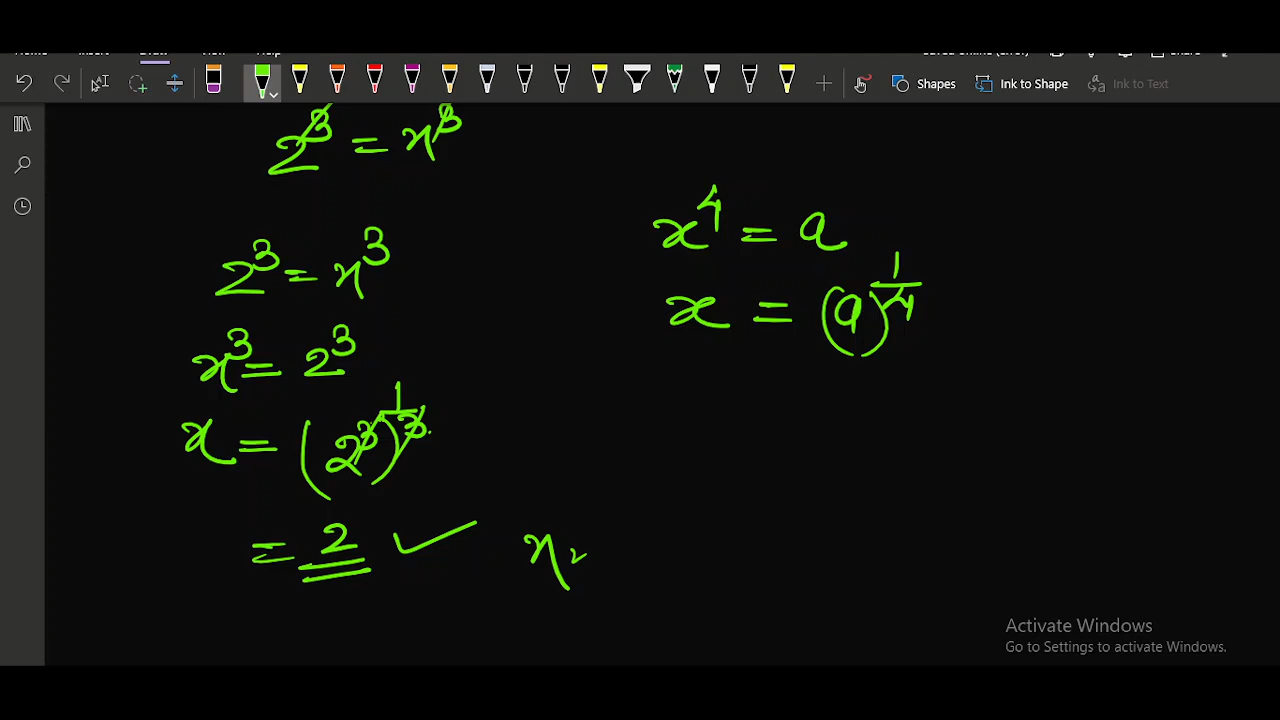 Shapes Ink to Shape Ink to Text
2³ = x³
2³ = x³
x³ = 2³
x = (2³)^(1/3)
= 2 ✓
x⁴ = a
x = (a)^(1/4)
Activate Windows
Go to Settings to activate Windows.